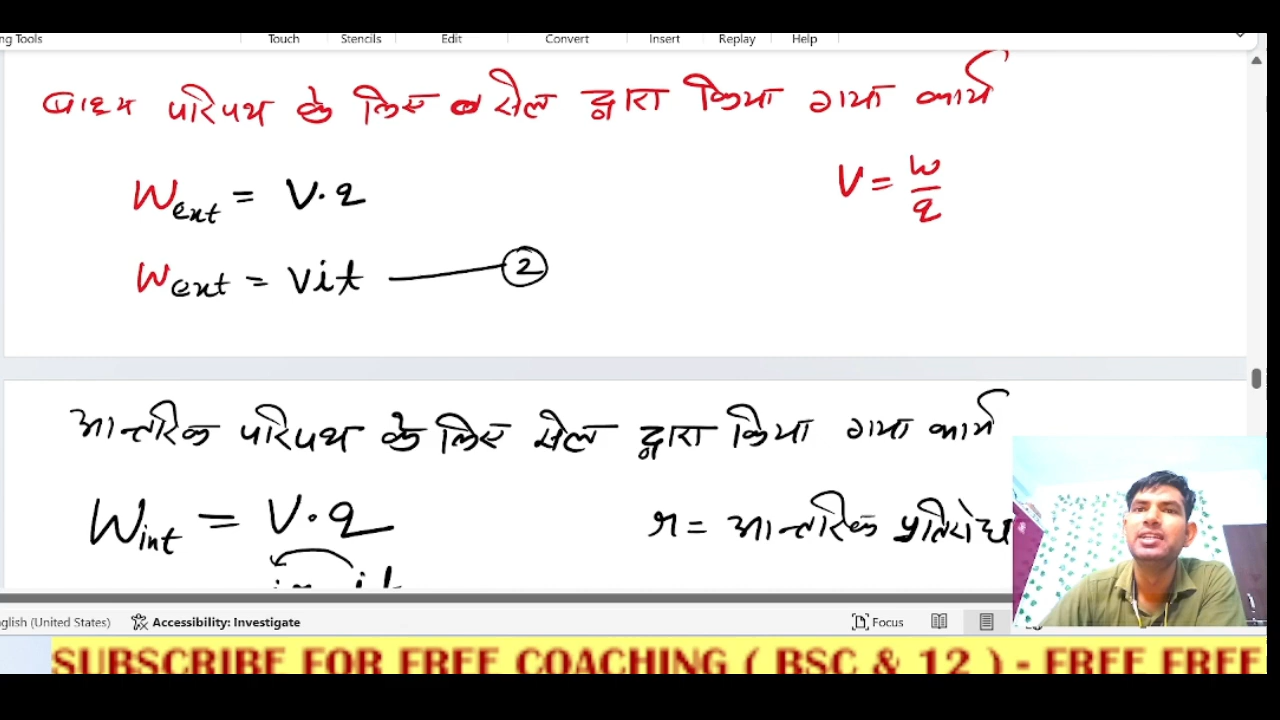 ng Tools Touch Stencils Edit Convert Insert Replay Help
बाह्य परिपथ के लिए सेल द्वारा किया गया कार्य
Wext = V·q
V = W/q
Wext = Vit ②
आन्तरिक परिपथ के लिए सेल द्वारा किया गया कार्य
Wint = V·q
r = आन्तरिक प्रतिरोध
nglish (United States) Accessibility: Investigate Focus
SUBSCRIBE FOR FREE COACHING ( BSC & 12 ) - FREE FREE